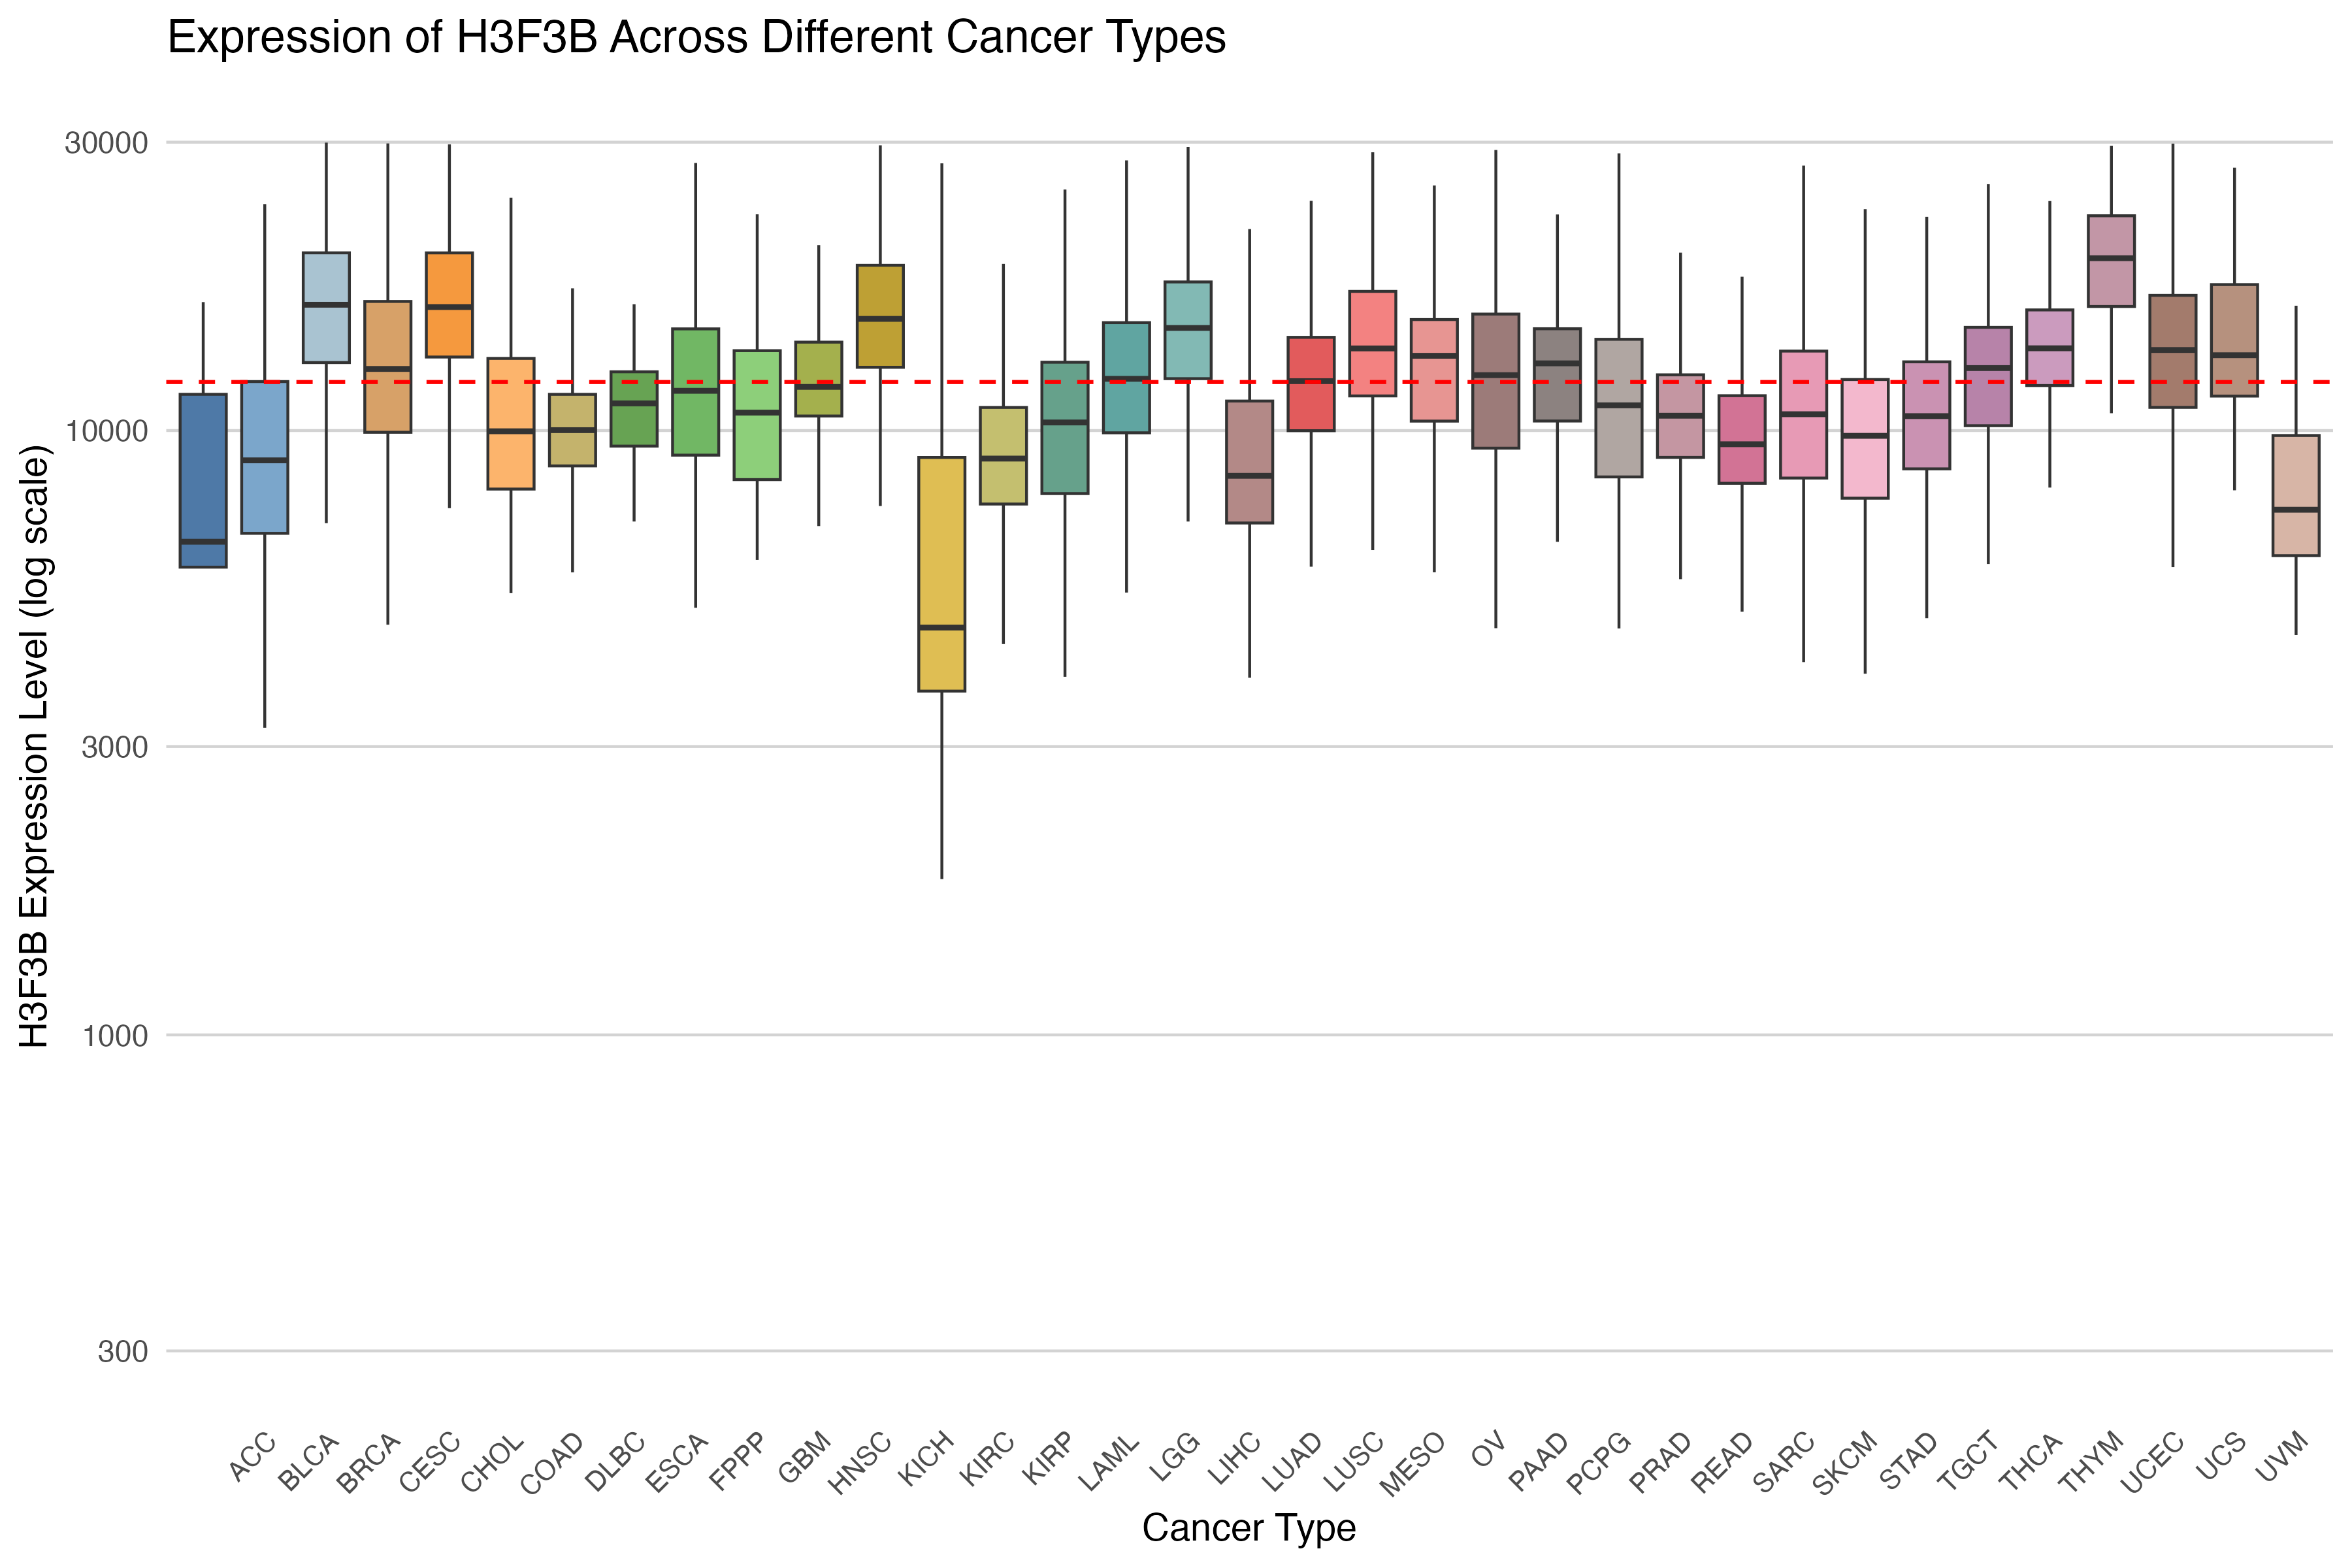 Expression of H3F3B Across Different Cancer Types
H3F3B Expression Level (log scale)
30000
10000
3000
1000
300
ACC
BLCA
BRCA
CESC
CHOL
COAD
DLBC
ESCA
FPPP
GBM
HNSC
KICH
KIRC
KIRP
LAML
LGG
LIHC
LUAD
LUSC
MESO
OV
PAAD
PCPG
PRAD
READ
SARC
SKCM
STAD
TGCT
THCA
THYM
UCEC
UCS
UVM
Cancer Type